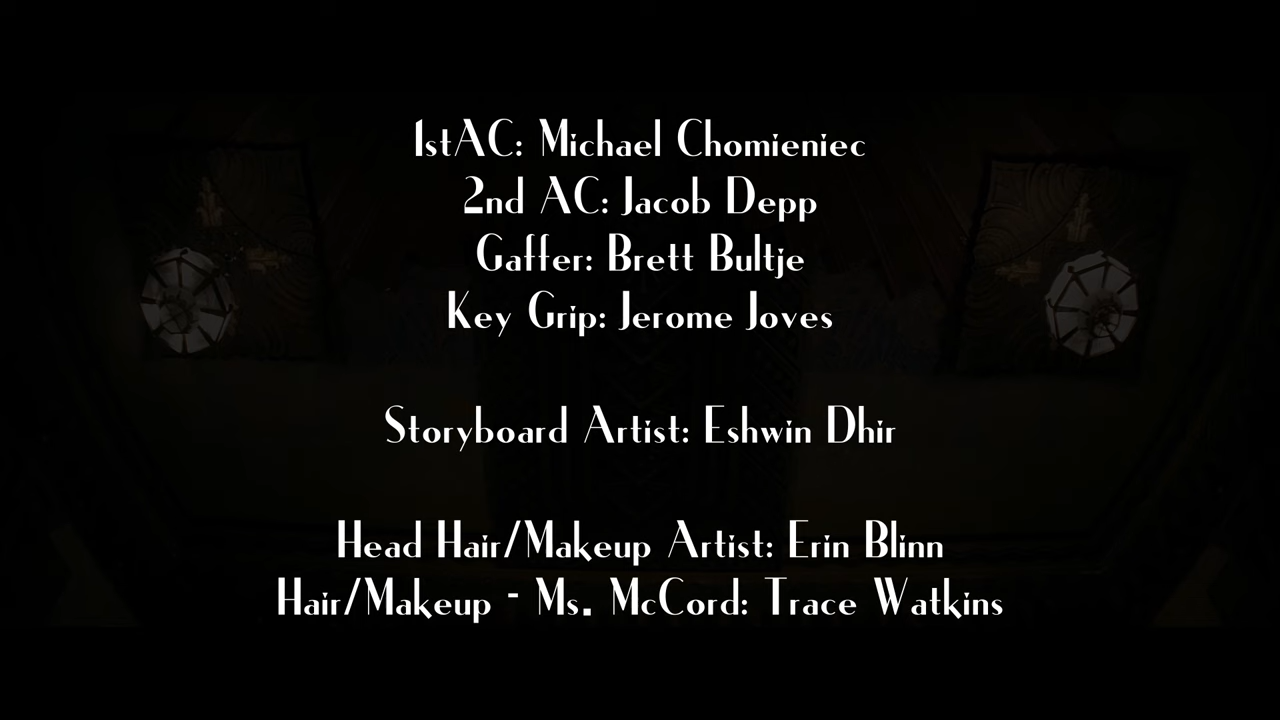 1stAC: Michael Chomieniec
2nd AC: Jacob Depp
Gaffer: Brett Bultje
Key Grip: Jerome Joves
Storyboard Artist: Eshwin Dhir
Head Hair/Makeup Artist: Erin Blinn
Hair/Makeup - Ms. McCord: Trace Watkins